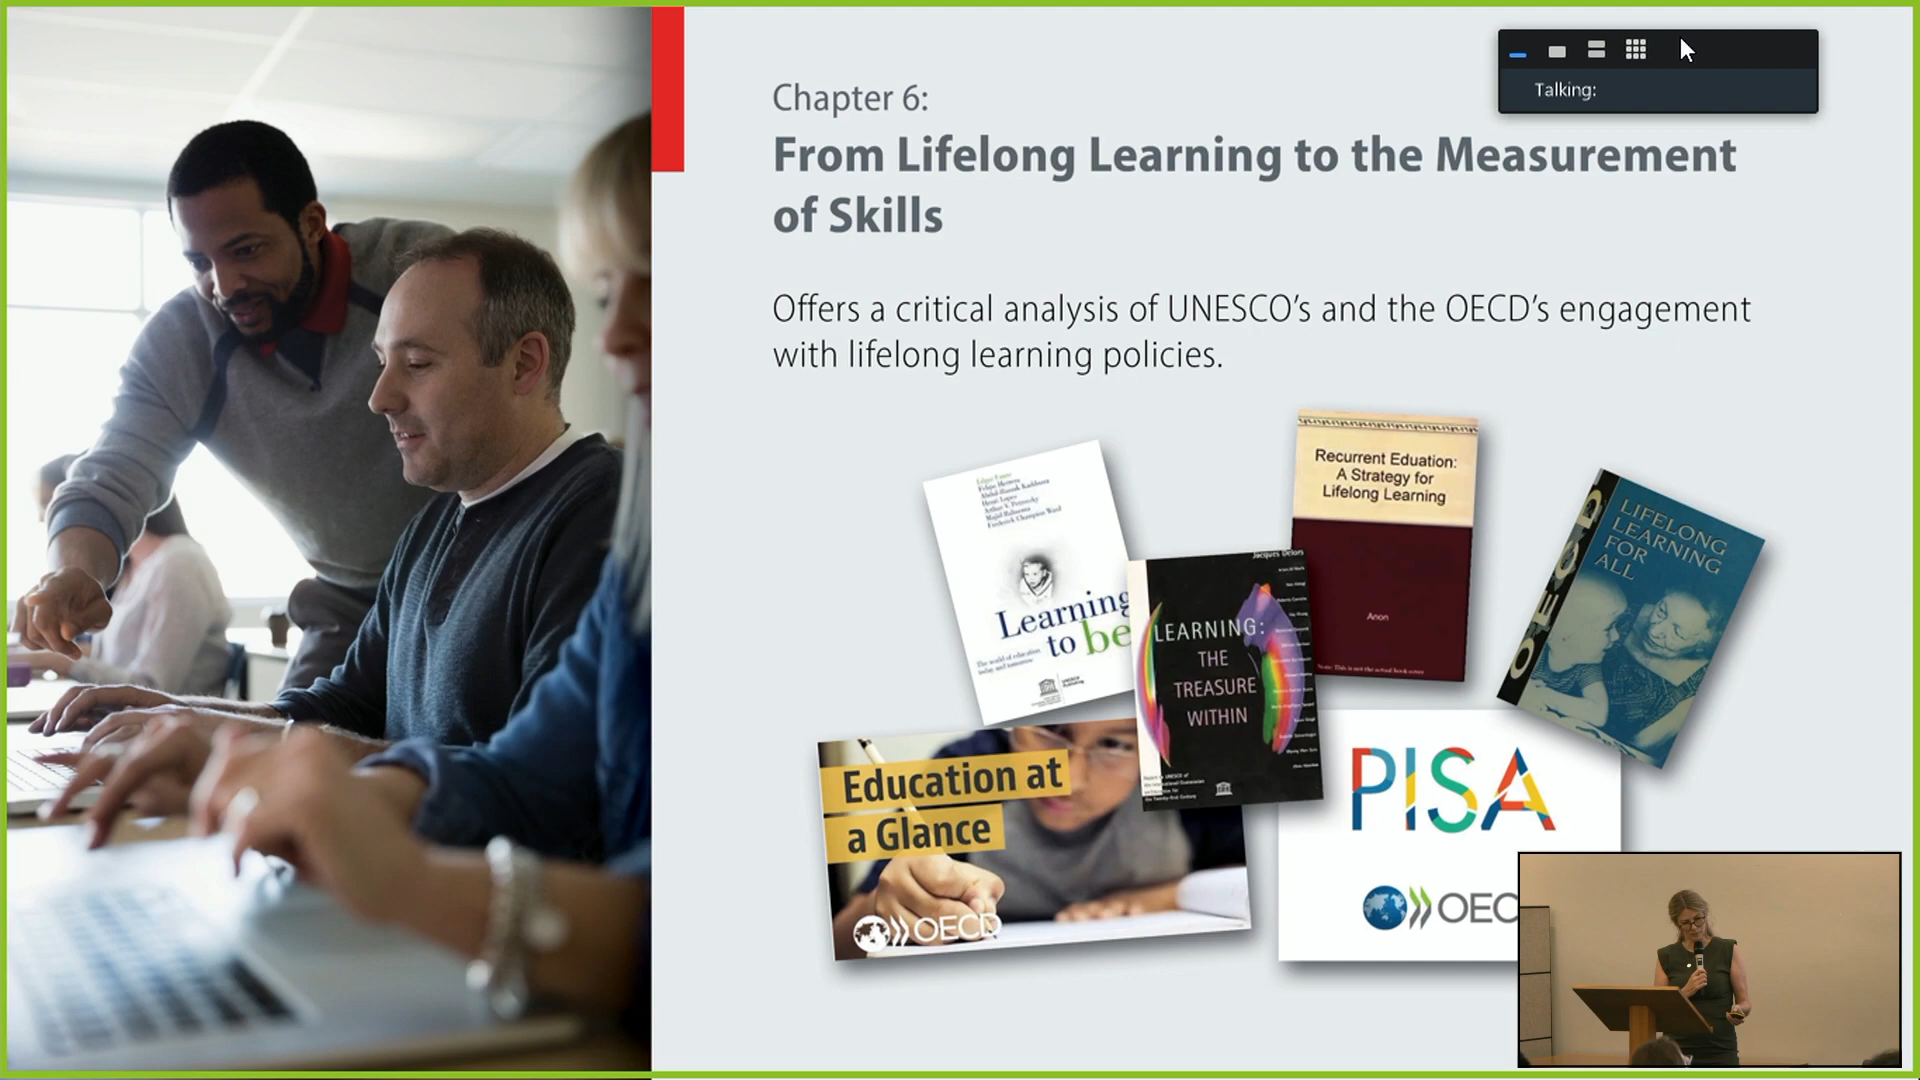 Talking:
Chapter 6:
From Lifelong Learning to the Measurement
of Skills
Offers a critical analysis of UNESCO's and the OECD's engagement
with lifelong learning policies.
Edgar Faure
Felipe Herrera
Abdul-Razzak Kaddoura
Henri Lopes
Arthur V. Petrovsky
Majid Rahnema
Frederick Champion Ward
Learning
to be
The world of education
today and tomorrow
Jacques Delors
LEARNING:
THE
TREASURE
WITHIN
Recurrent Eduation:
A Strategy for
Lifelong Learning
Anon
Note: This is not the actual book cover
OECD
LIFELONG
LEARNING
FOR
ALL
Education at
a Glance
OECD
PISA
OEC